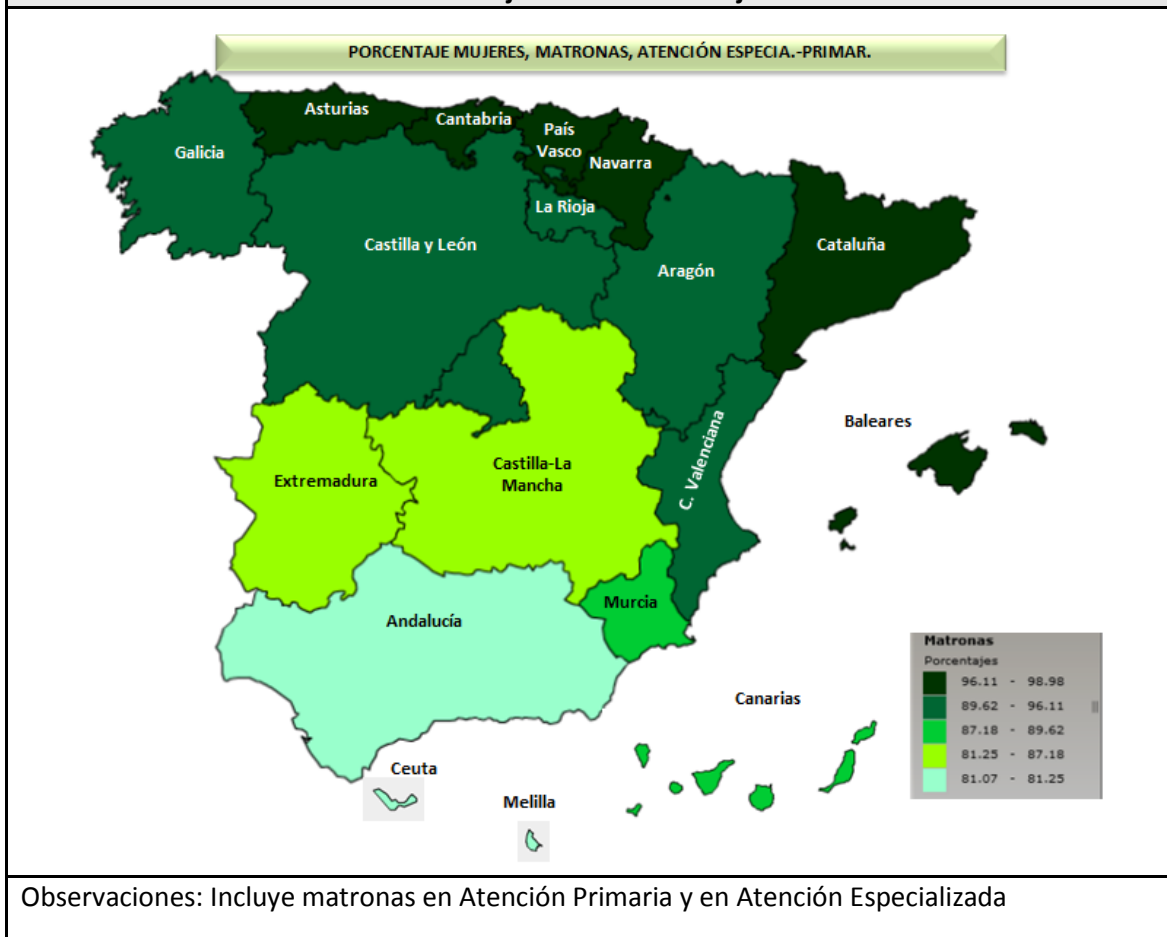 PORCENTAJE MUJERES, MATRONAS, ATENCIÓN ESPECIA.-PRIMAR.
Asturias
Cantabria
País
Vasco
Navarra
Galicia
La Rioja
Castilla y León
Aragón
Cataluña
Baleares
C. Valenciana
Castilla-La
Mancha
Extremadura
Murcia
Andalucía
Canarias
Ceuta
Melilla
Matronas
Porcentajes
96.11 - 98.98
89.62 - 96.11
87.18 - 89.62
81.25 - 87.18
81.07 - 81.25
Observaciones: Incluye matronas en Atención Primaria y en Atención Especializada